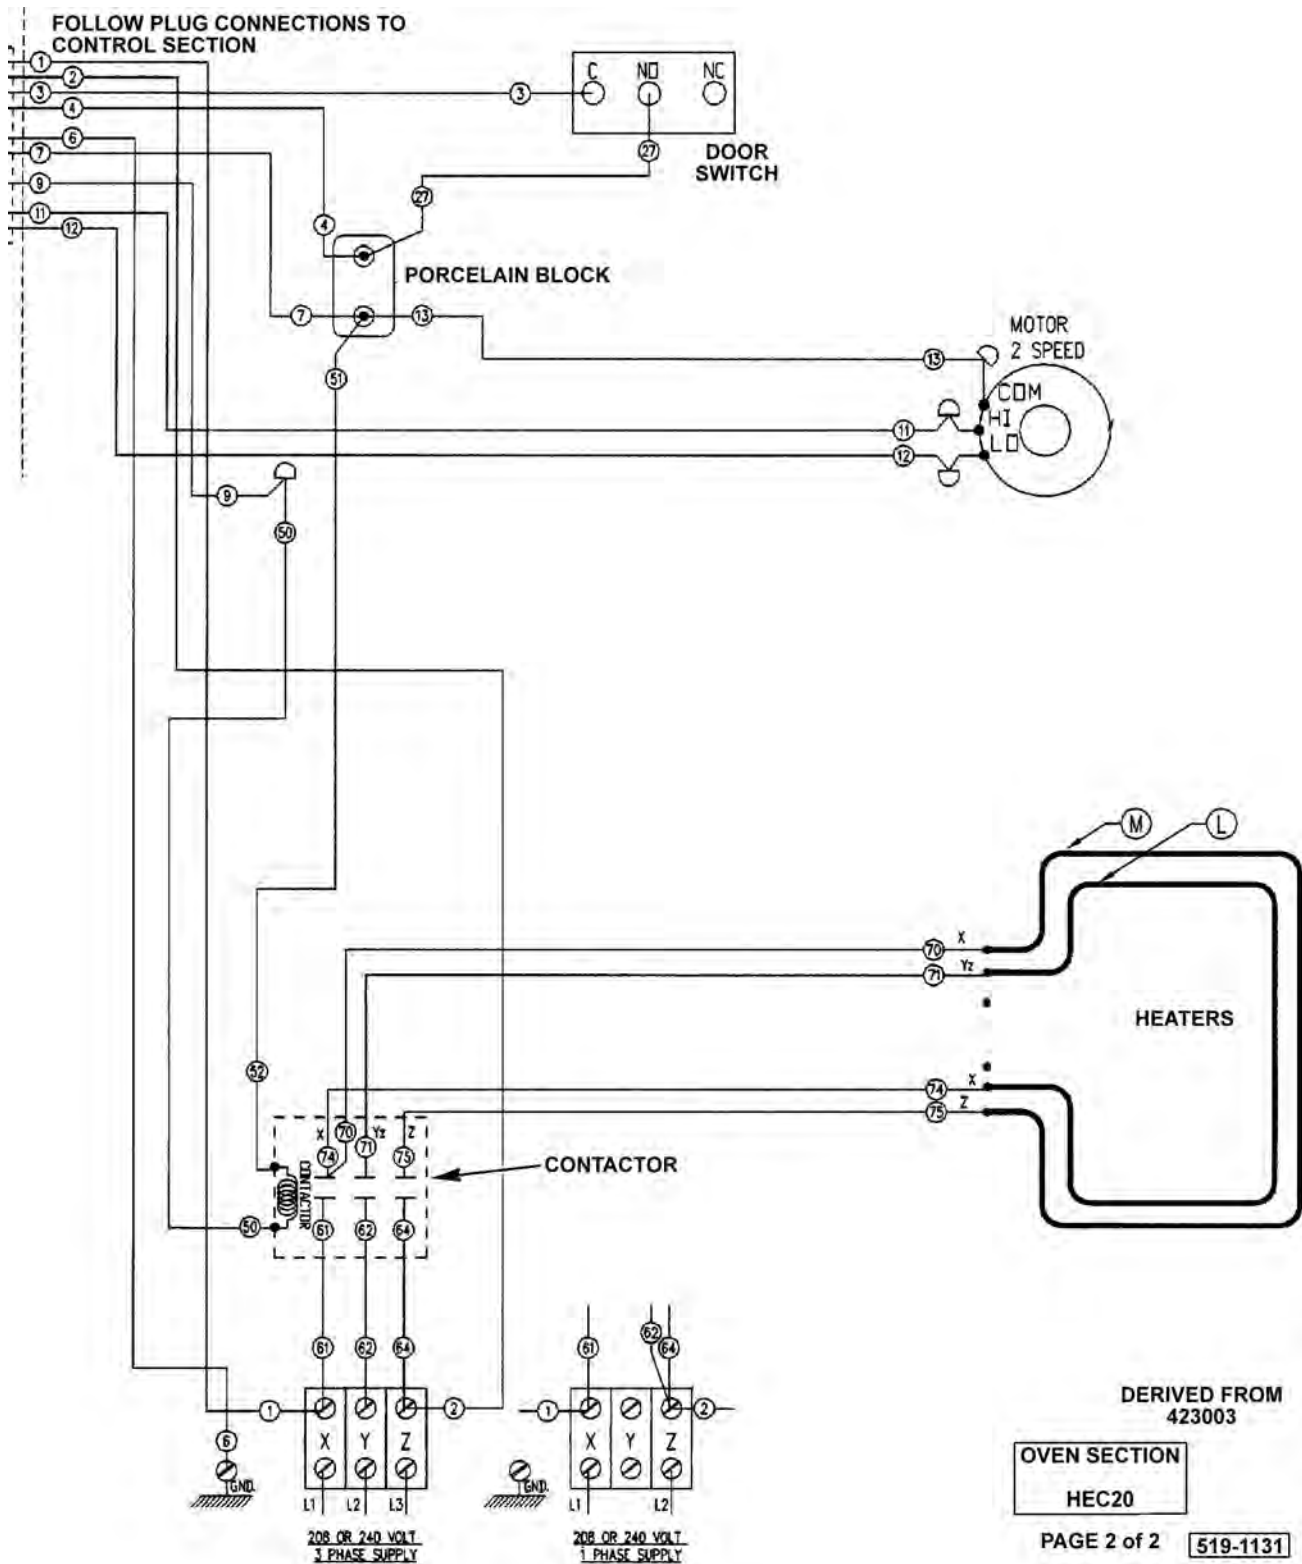 FOLLOW PLUG CONNECTIONS TO
CONTROL SECTION
1
2
3
4
6
7
9
11
12
3
C NO NC
27
DOOR
SWITCH
27
4
PORCELAIN BLOCK
7
13
51
MOTOR
2 SPEED
13
COM
HI
LO
11
12
9
50
M
L
70 X
71 Yz
HEATERS
74 X
75 Z
52
X 70 Yz Z
74 71 75
CONTACTOR
CONTACTOR
50
61 62 64
61 62 64
61 62 64
1
2
1
2
X Y Z
X Y Z
6
GND.
GND.
L1 L2 L3
L1 L2
208 OR 240 VOLT
3 PHASE SUPPLY
208 OR 240 VOLT
1 PHASE SUPPLY
DERIVED FROM
423003
OVEN SECTION
HEC20
PAGE 2 of 2
519-1131